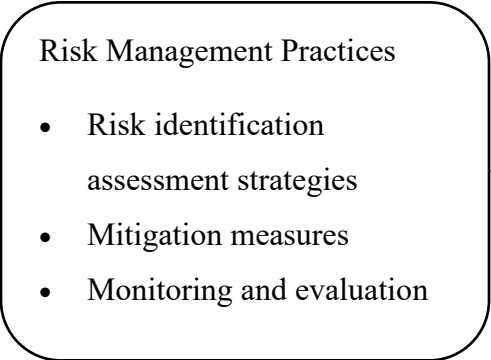 Risk Management Practices
• Risk identification
assessment strategies
• Mitigation measures
• Monitoring and evaluation